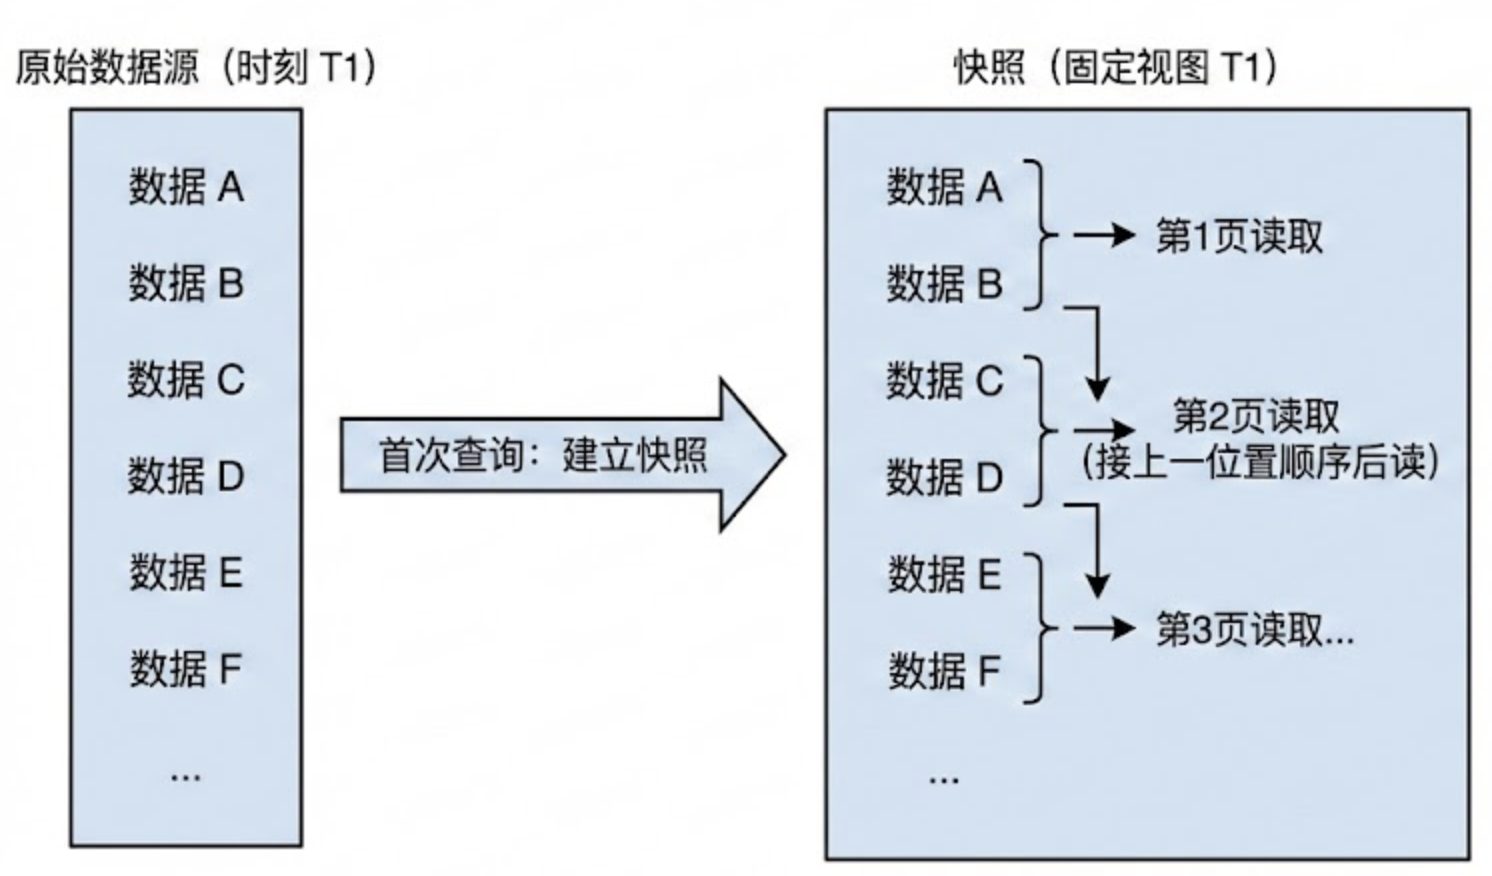 原始数据源（时刻 T1）
数据 A
数据 B
数据 C
数据 D
数据 E
数据 F
...
首次查询：建立快照
快照（固定视图 T1）
数据 A
数据 B
第1页读取
数据 C
数据 D
第2页读取
(接上一位置顺序后读)
数据 E
数据 F
第3页读取...
...